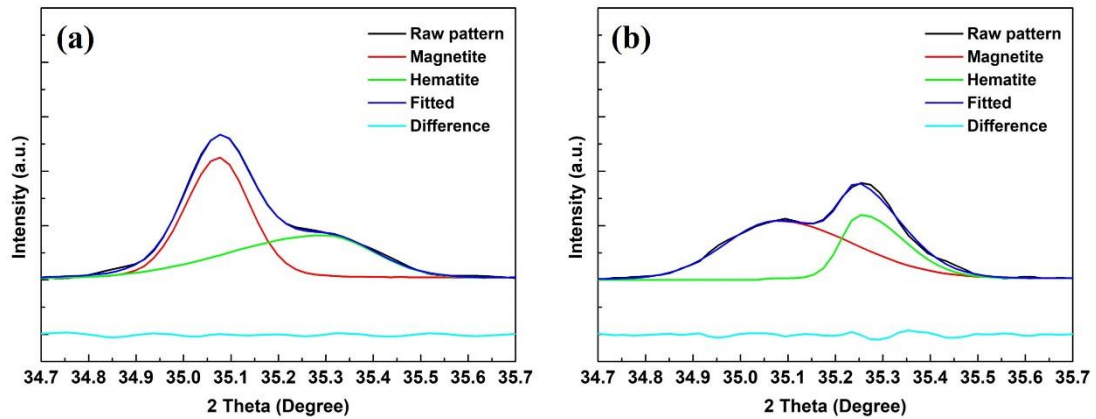 (a)
Raw pattern
Magnetite
Hematite
Fitted
Difference
Intensity (a.u.)
34.7 34.8 34.9 35.0 35.1 35.2 35.3 35.4 35.5 35.6 35.7
2 Theta (Degree)
(b)
Raw pattern
Magnetite
Hematite
Fitted
Difference
Intensity (a.u.)
34.7 34.8 34.9 35.0 35.1 35.2 35.3 35.4 35.5 35.6 35.7
2 Theta (Degree)